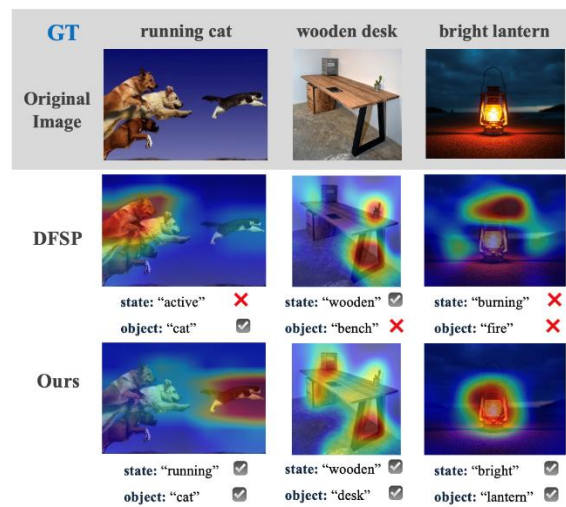 GT running cat wooden desk bright lantern
Original
Image
DFSP
state: “active” ❌ state: “wooden” ☑ state: “burning” ❌
object: “cat” ☑ object: “bench” ❌ object: “fire” ❌
Ours
state: “running” ☑ state: “wooden” ☑ state: “bright” ☑
object: “cat” ☑ object: “desk” ☑ object: “lantern” ☑